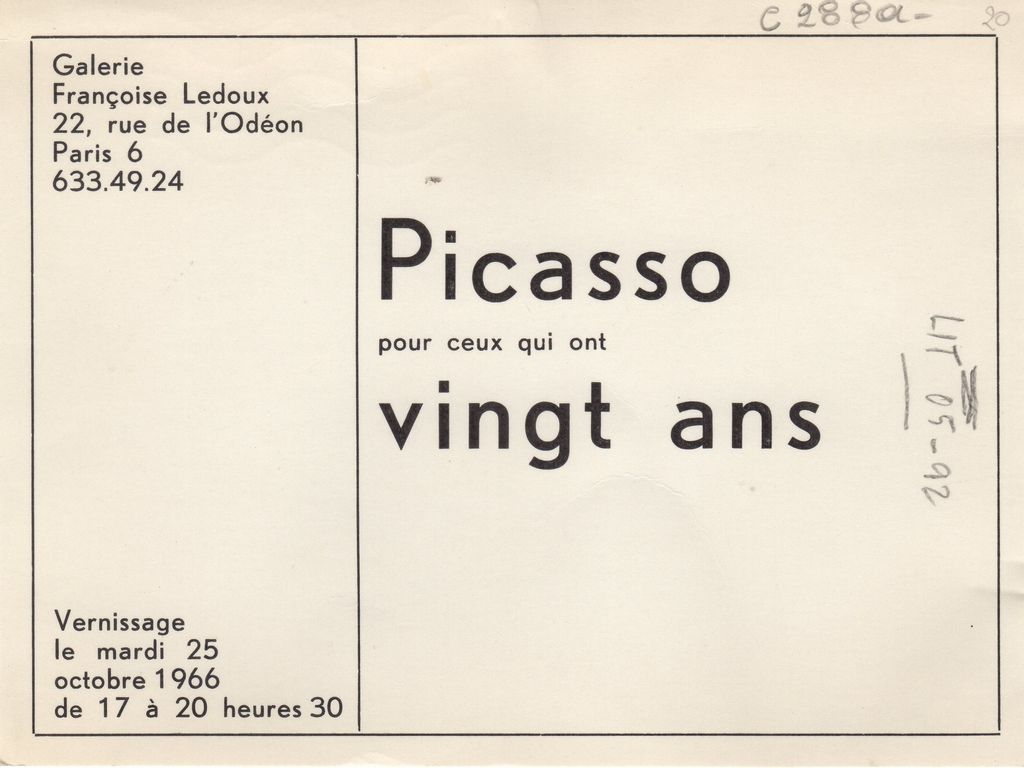 C 288a-
20
Galerie
Françoise Ledoux
22, rue de l'Odéon
Paris 6
633.49.24
Picasso
pour ceux qui ont
vingt ans
LIT 05-92
Vernissage
le mardi 25
octobre 1966
de 17 à 20 heures 30